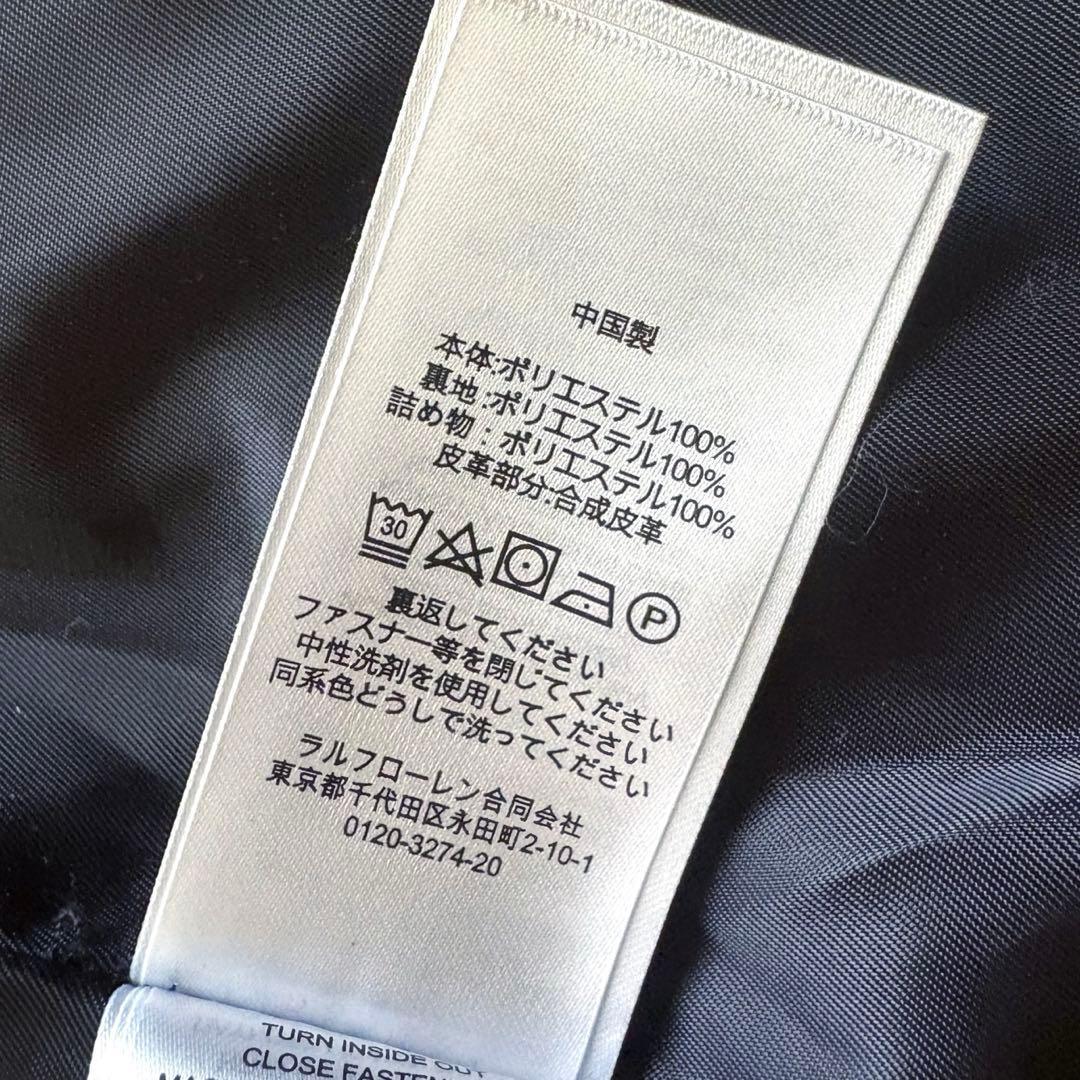 中国製
本体:ポリエステル100%
裏地:ポリエステル100%
詰め物:ポリエステル100%
皮革部分:合成皮革
30 P
裏返してください
ファスナー等を閉じてください
中性洗剤を使用してください
同系色どうしで洗ってください
ラルフローレン合同会社
東京都千代田区永田町2-10-1
0120-3274-20
TURN INSIDE OUT
CLOSE FASTEN